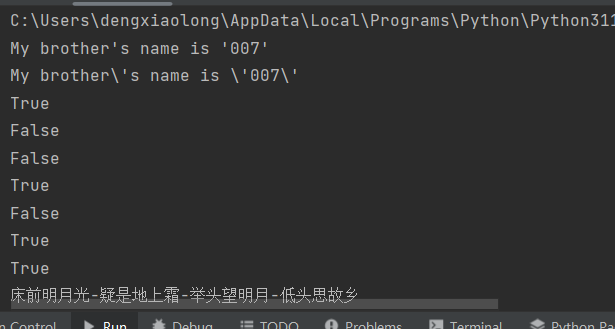 C:\Users\dengxiaolong\AppData\Local\Programs\Python\Python311
My brother's name is '007'
My brother\'s name is \'007\'
True
False
False
True
False
True
True
床前明月光-疑是地上霜-举头望明月-低头思故乡
n Control Run Debug TODO Problems Terminal Python Pa